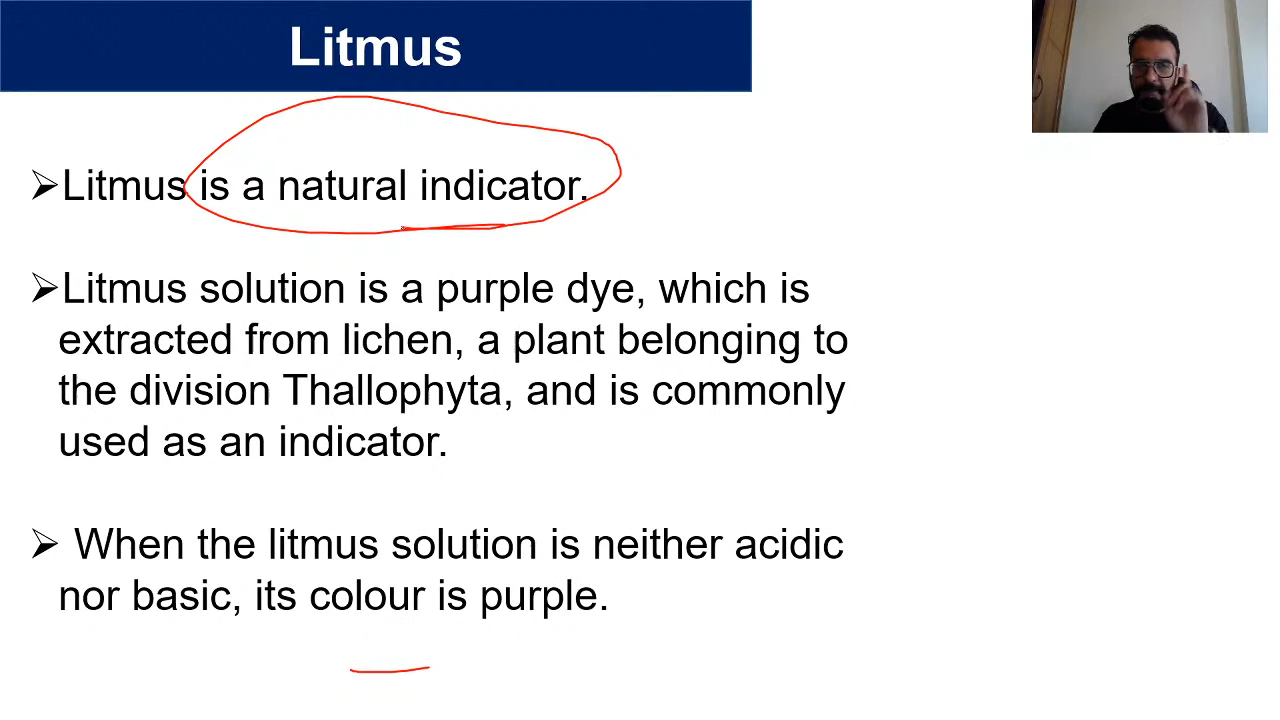 Litmus
➢Litmus is a natural indicator.
➢Litmus solution is a purple dye, which is
extracted from lichen, a plant belonging to
the division Thallophyta, and is commonly
used as an indicator.
➢ When the litmus solution is neither acidic
nor basic, its colour is purple.